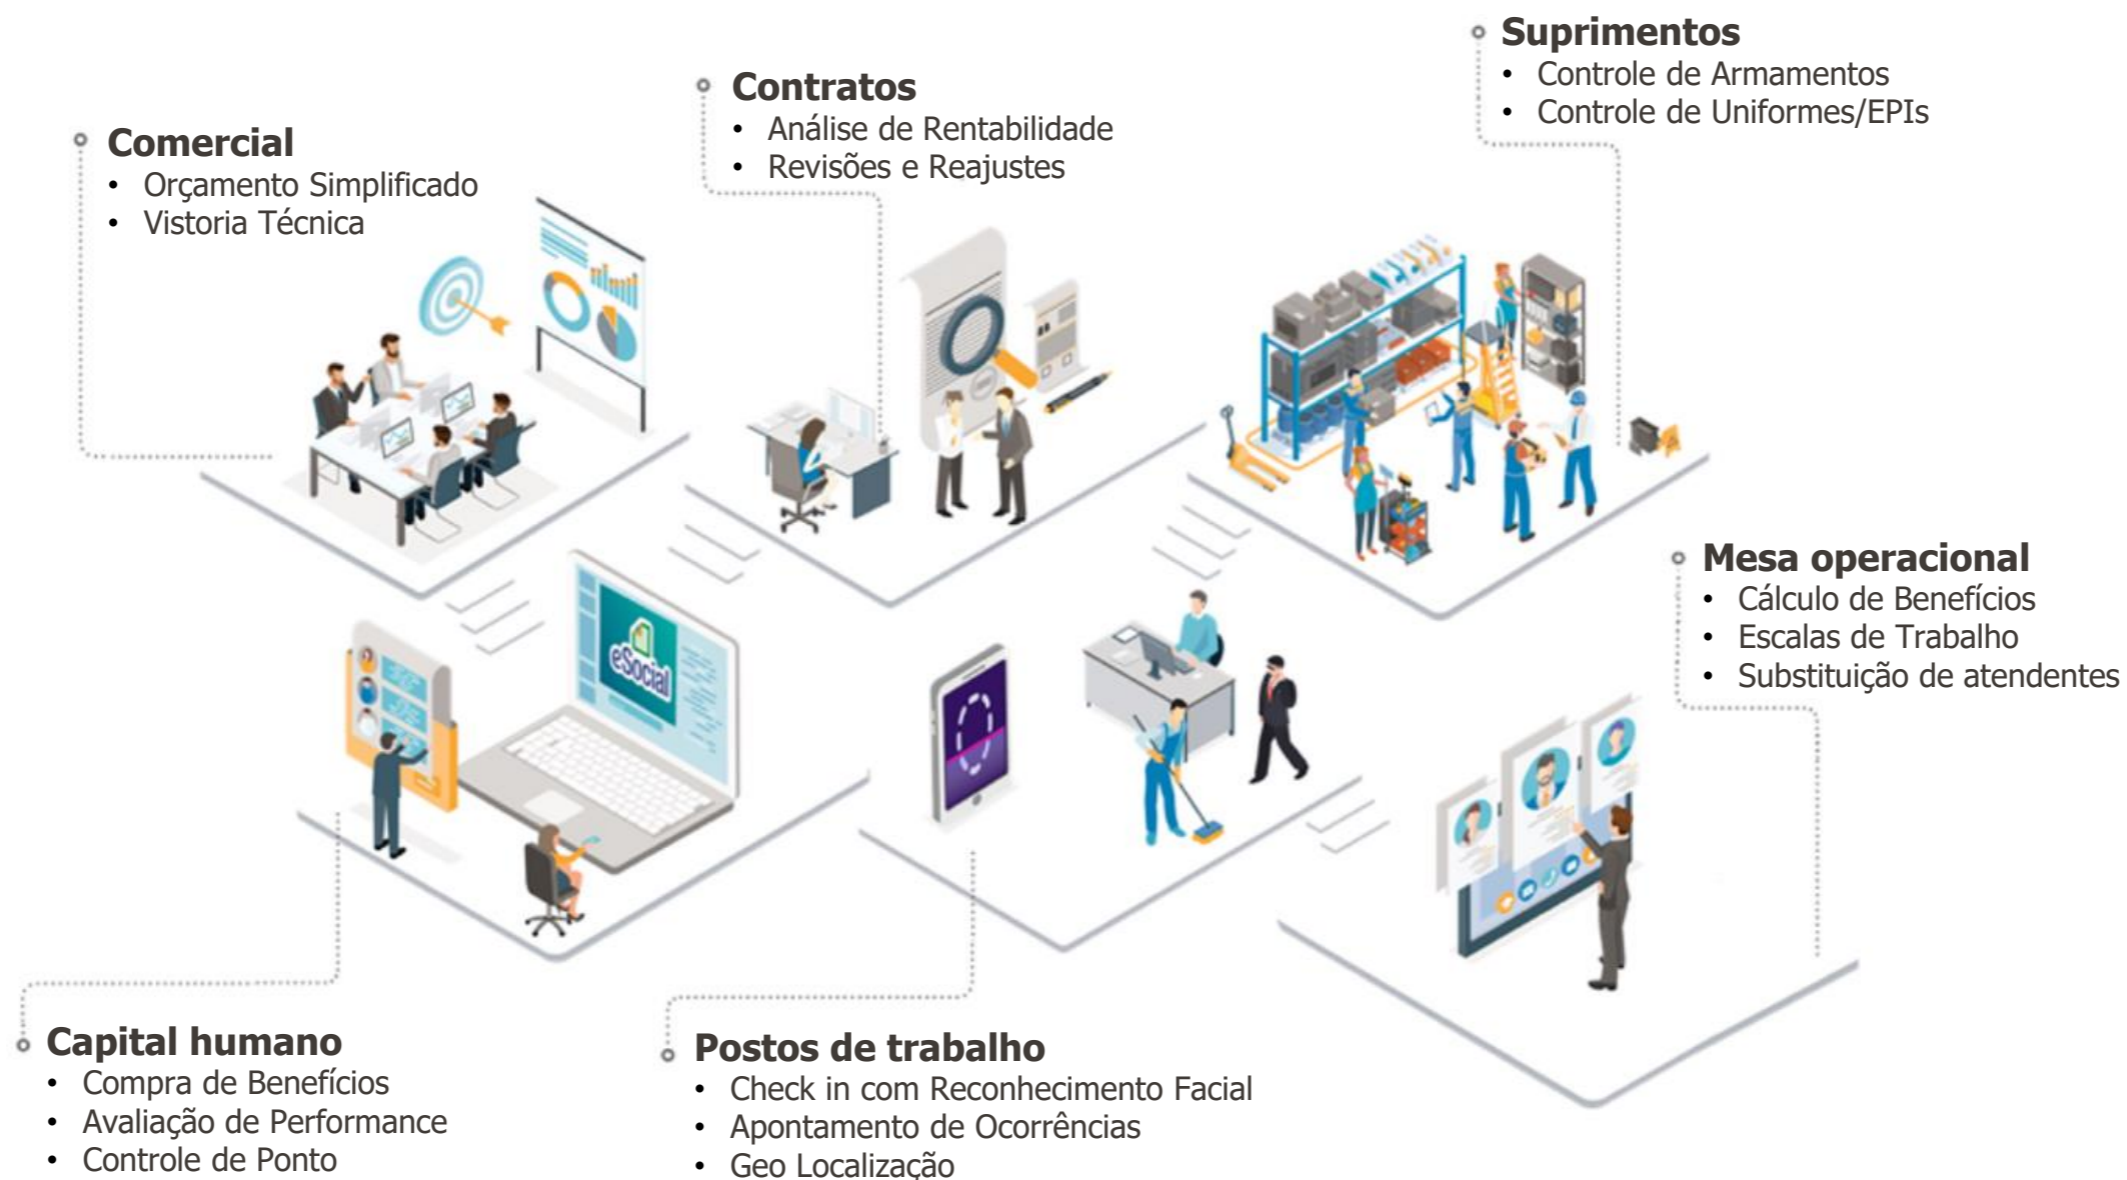 Comercial
• Orçamento Simplificado
• Vistoria Técnica
Contratos
• Análise de Rentabilidade
• Revisões e Reajustes
Suprimentos
• Controle de Armamentos
• Controle de Uniformes/EPIs
Mesa operacional
• Cálculo de Benefícios
• Escalas de Trabalho
• Substituição de atendentes
eSocial
Capital humano
• Compra de Benefícios
• Avaliação de Performance
• Controle de Ponto
Postos de trabalho
• Check in com Reconhecimento Facial
• Apontamento de Ocorrências
• Geo Localização